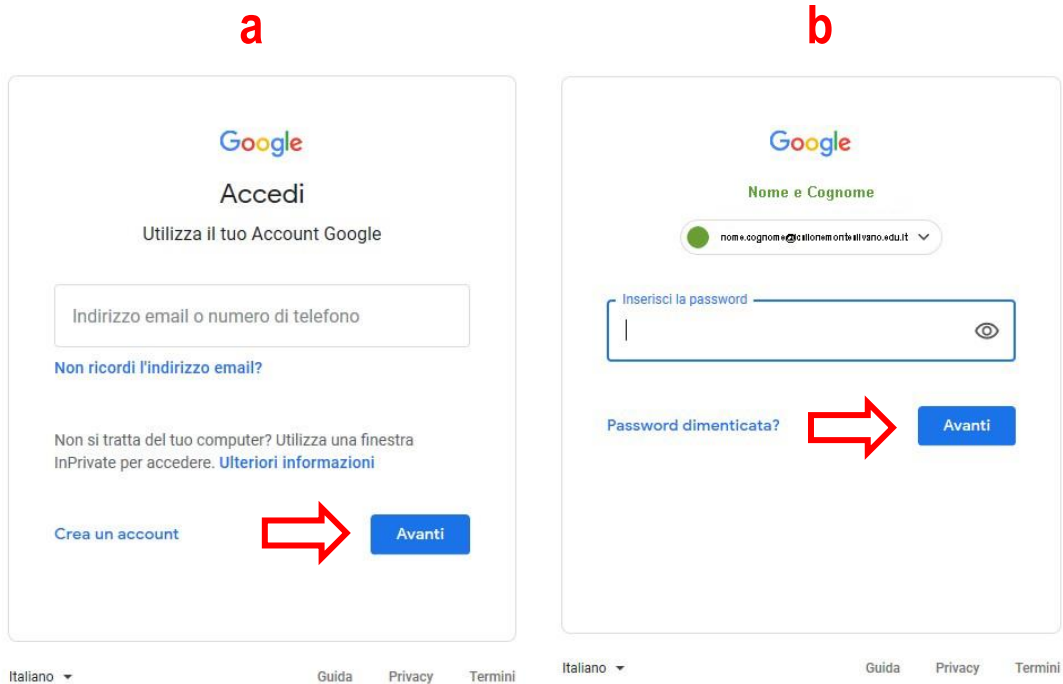 a
Google
Accedi
Utilizza il tuo Account Google
Indirizzo email o numero di telefono
Non ricordi l'indirizzo email?
Non si tratta del tuo computer? Utilizza una finestra
InPrivate per accedere. Ulteriori informazioni
Crea un account
Avanti
Italiano
Guida
Privacy
Termini
b
Google
Nome e Cognome
Inserisci la password
Password dimenticata?
Avanti
Italiano
Guida
Privacy
Termini